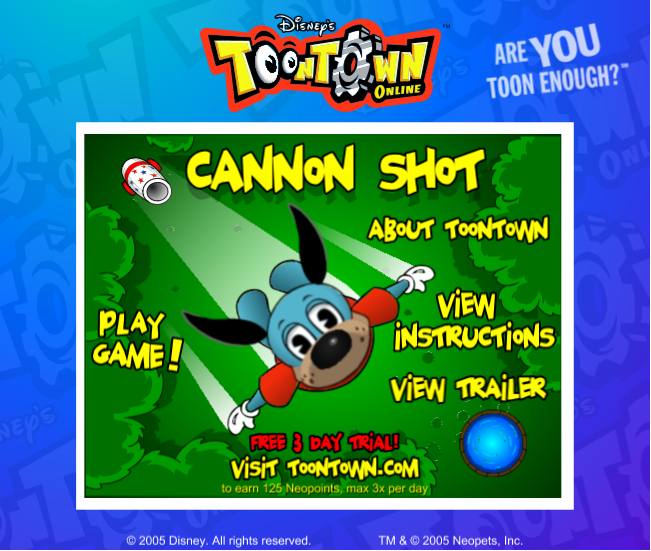 Disney's
TOONTOWN
ONLINE
™
ARE YOU
TOON ENOUGH?™
CANNON SHOT
ABOUT TOONTOWN
PLAY
GAME!
VIEW
INSTRUCTIONS
VIEW TRAILER
FREE 3 DAY TRIAL!
VISIT TOONTOWN.COM
to earn 125 Neopoints, max 3x per day
© 2005 Disney. All rights reserved.
TM & © 2005 Neopets, Inc.